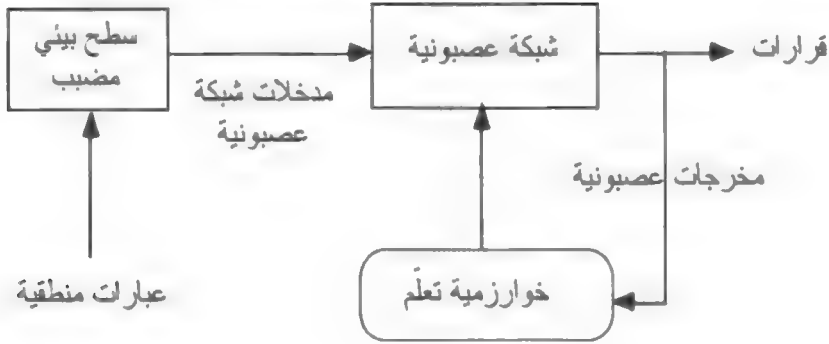 سطح بيني
مضبب
مدخلات شبكة
عصبونية
شبكة عصبونية
قرارات
مخرجات عصبونية
خوارزمية تعلّم
عبارات منطقية